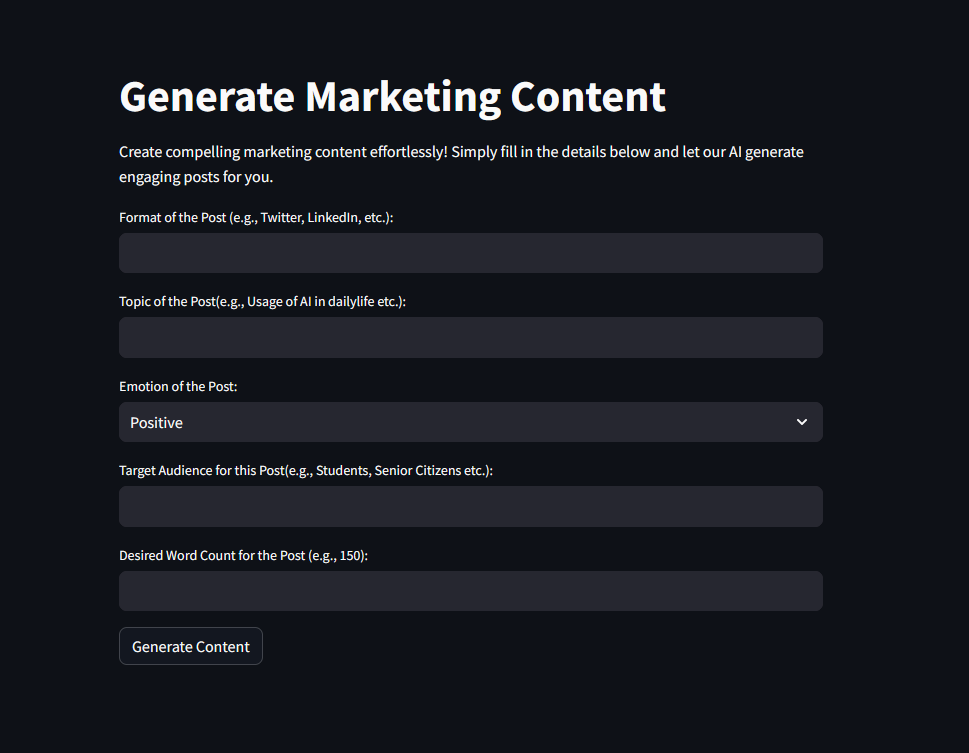 Generate Marketing Content
Create compelling marketing content effortlessly! Simply fill in the details below and let our AI generate
engaging posts for you.
Format of the Post (e.g., Twitter, LinkedIn, etc.):
Topic of the Post(e.g., Usage of AI in dailylife etc.):
Emotion of the Post:
Positive
Target Audience for this Post(e.g., Students, Senior Citizens etc.):
Desired Word Count for the Post (e.g., 150):
Generate Content